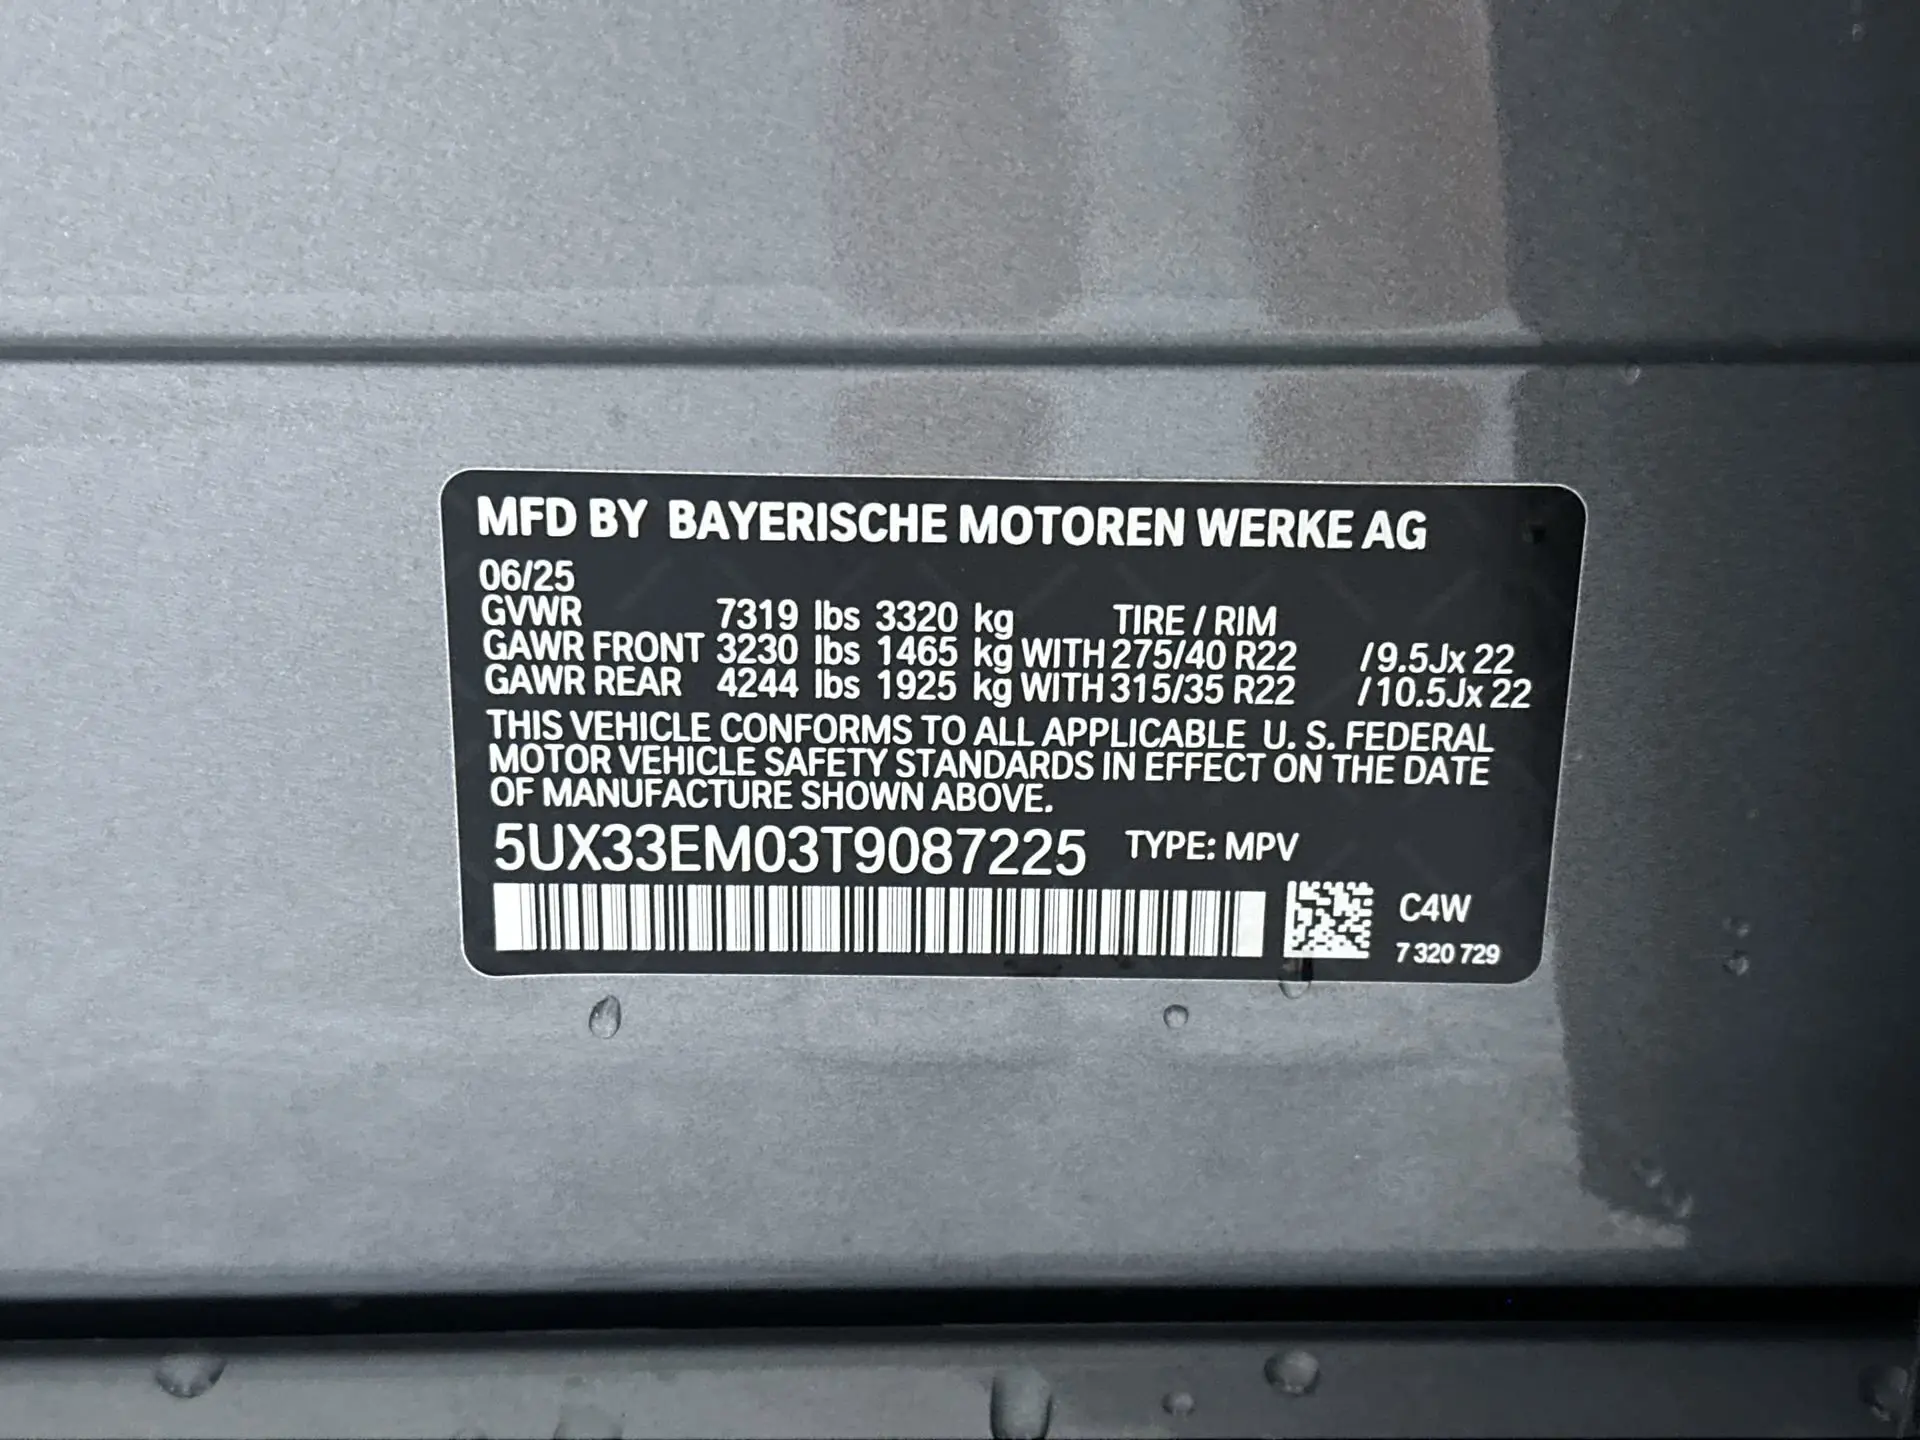 MFD BY BAYERISCHE MOTOREN WERKE AG
06/25
GVWR 7319 lbs 3320 kg TIRE / RIM
GAWR FRONT 3230 lbs 1465 kg WITH 275/40 R22 /9.5Jx 22
GAWR REAR 4244 lbs 1925 kg WITH 315/35 R22 /10.5Jx 22
THIS VEHICLE CONFORMS TO ALL APPLICABLE U. S. FEDERAL
MOTOR VEHICLE SAFETY STANDARDS IN EFFECT ON THE DATE
OF MANUFACTURE SHOWN ABOVE.
5UX33EM03T9087225 TYPE: MPV
C4W
7 320 729